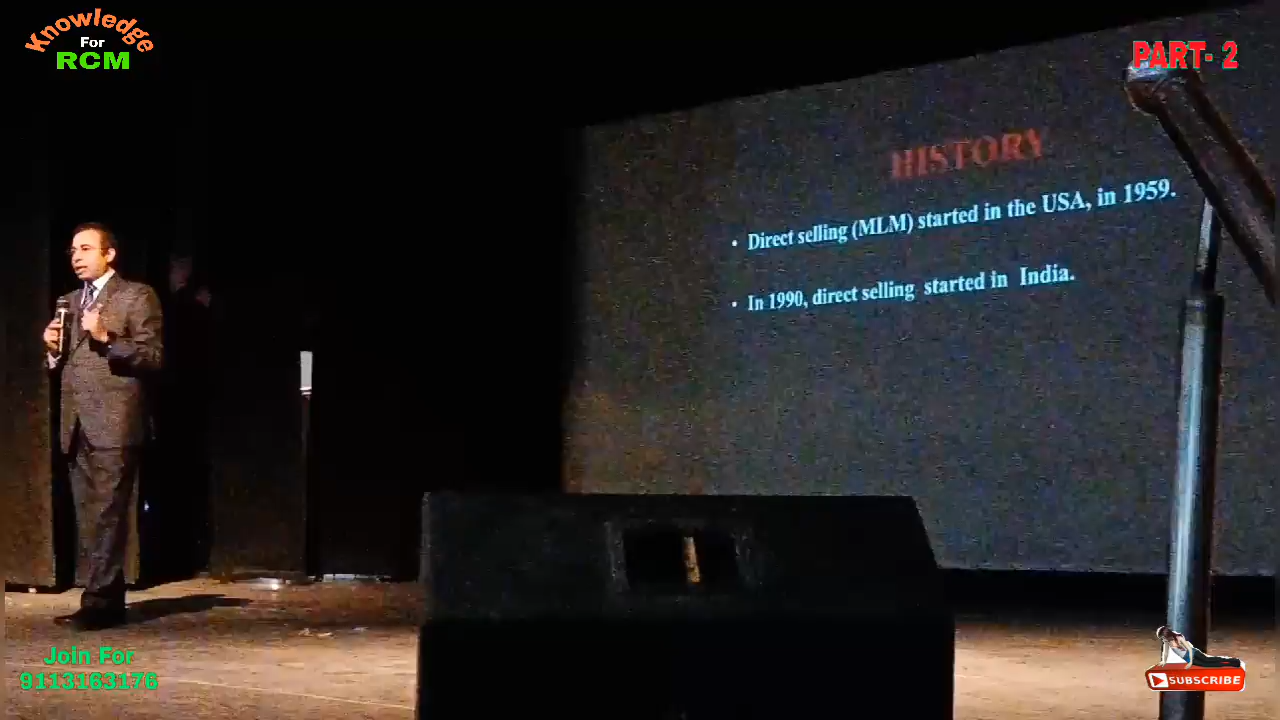 Knowledge
For
RCM
PART- 2
HISTORY
• Direct selling (MLM) started in the USA, in 1959.
• In 1990, direct selling started in India.
Join For
9113163176
SUBSCRIBE